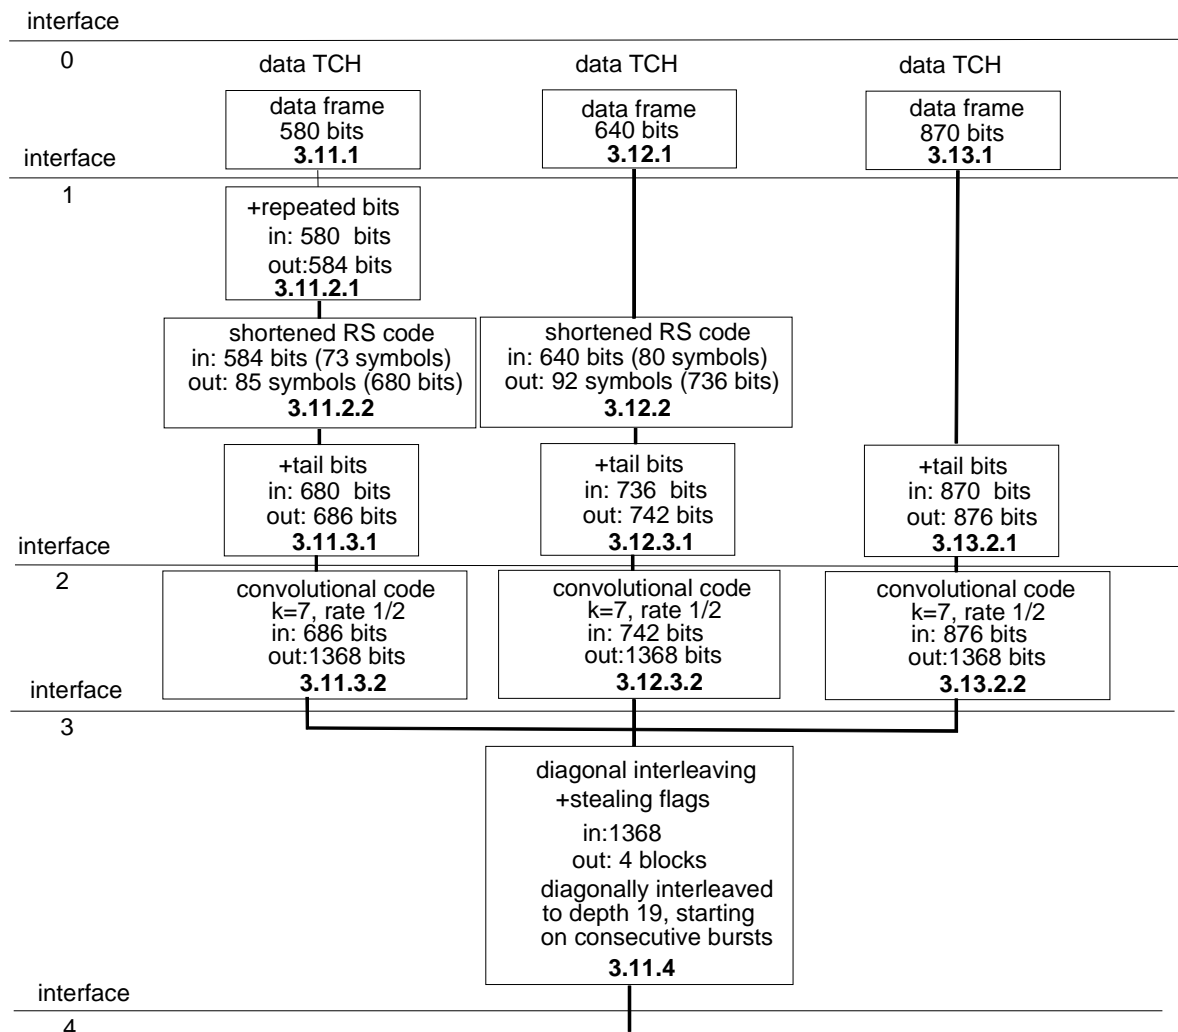 interface
0
data TCH
data TCH
data TCH
data frame
580 bits
3.11.1
data frame
640 bits
3.12.1
data frame
870 bits
3.13.1
interface
1
+repeated bits
in: 580 bits
out:584 bits
3.11.2.1
shortened RS code
in: 584 bits (73 symbols)
out: 85 symbols (680 bits)
3.11.2.2
shortened RS code
in: 640 bits (80 symbols)
out: 92 symbols (736 bits)
3.12.2
+tail bits
in: 680 bits
out: 686 bits
3.11.3.1
+tail bits
in: 736 bits
out: 742 bits
3.12.3.1
+tail bits
in: 870 bits
out: 876 bits
3.13.2.1
interface
2
convolutional code
k=7, rate 1/2
in: 686 bits
out:1368 bits
3.11.3.2
convolutional code
k=7, rate 1/2
in: 742 bits
out:1368 bits
3.12.3.2
convolutional code
k=7, rate 1/2
in: 876 bits
out:1368 bits
3.13.2.2
interface
3
diagonal interleaving
+stealing flags
in:1368
out: 4 blocks
diagonally interleaved
to depth 19, starting
on consecutive bursts
3.11.4
interface
4